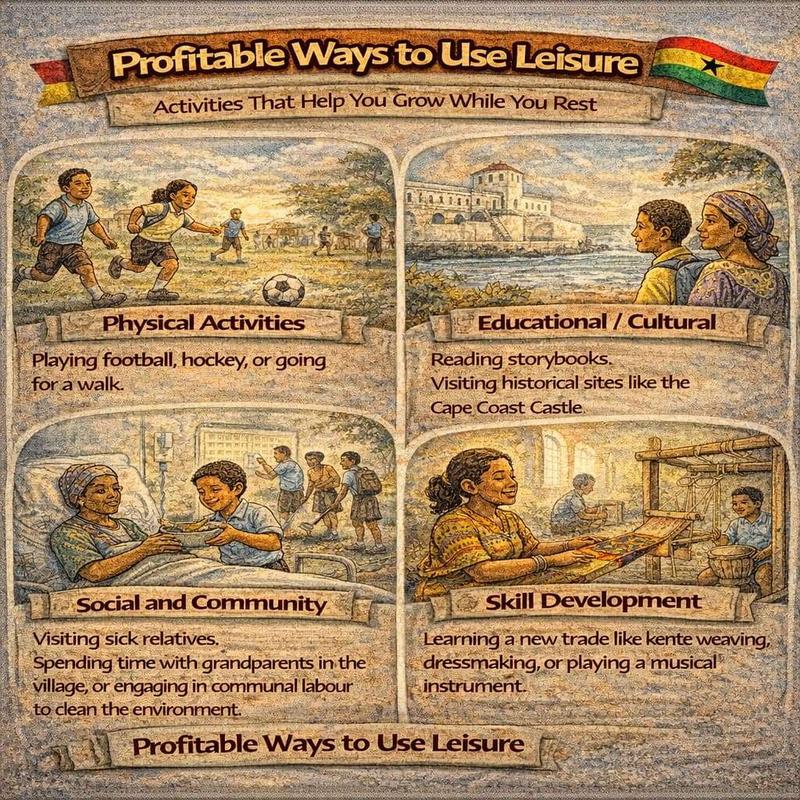 Profitable Ways to Use Leisure
Activities That Help You Grow While You Rest
Physical Activities
Playing football, hockey, or going
for a walk.
Educational / Cultural
Reading storybooks.
Visiting historical sites like the
Cape Coast Castle.
Social and Community
Visiting sick relatives.
Spending time with grandparents in the
village, or engaging in communal labour
to clean the environment.
Skill Development
Learning a new trade like kente weaving,
dressmaking, or playing a musical
instrument.
Profitable Ways to Use Leisure